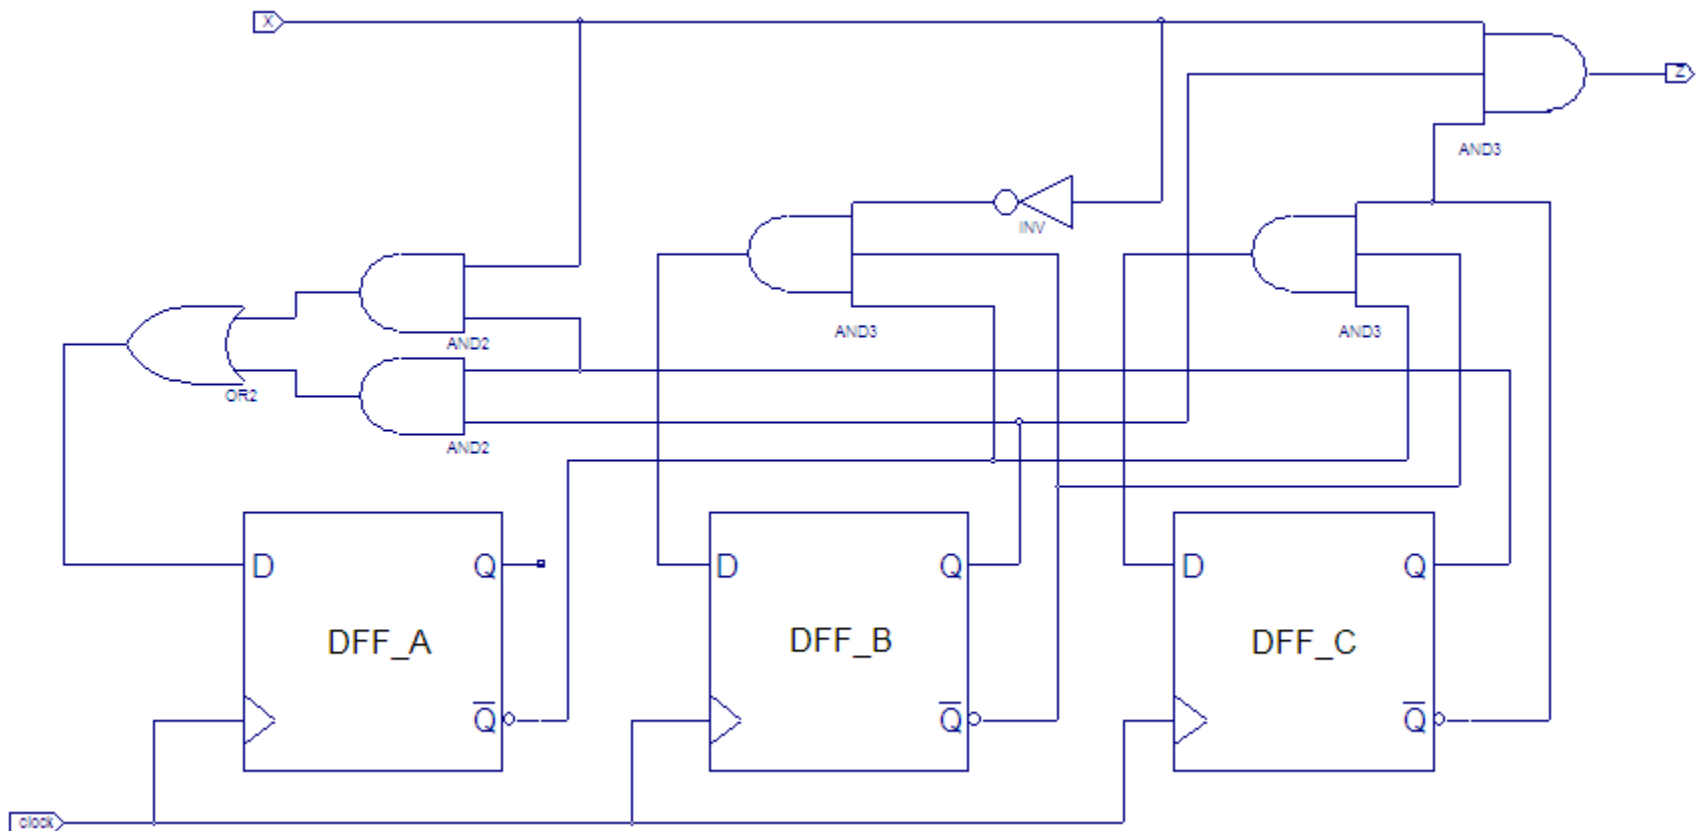 X
Z
AND3
INV
AND3
AND3
AND2
OR2
AND2
D
Q
D
Q
D
Q
DFF_A
DFF_B
DFF_C
Q̅
Q̅
Q̅
clock